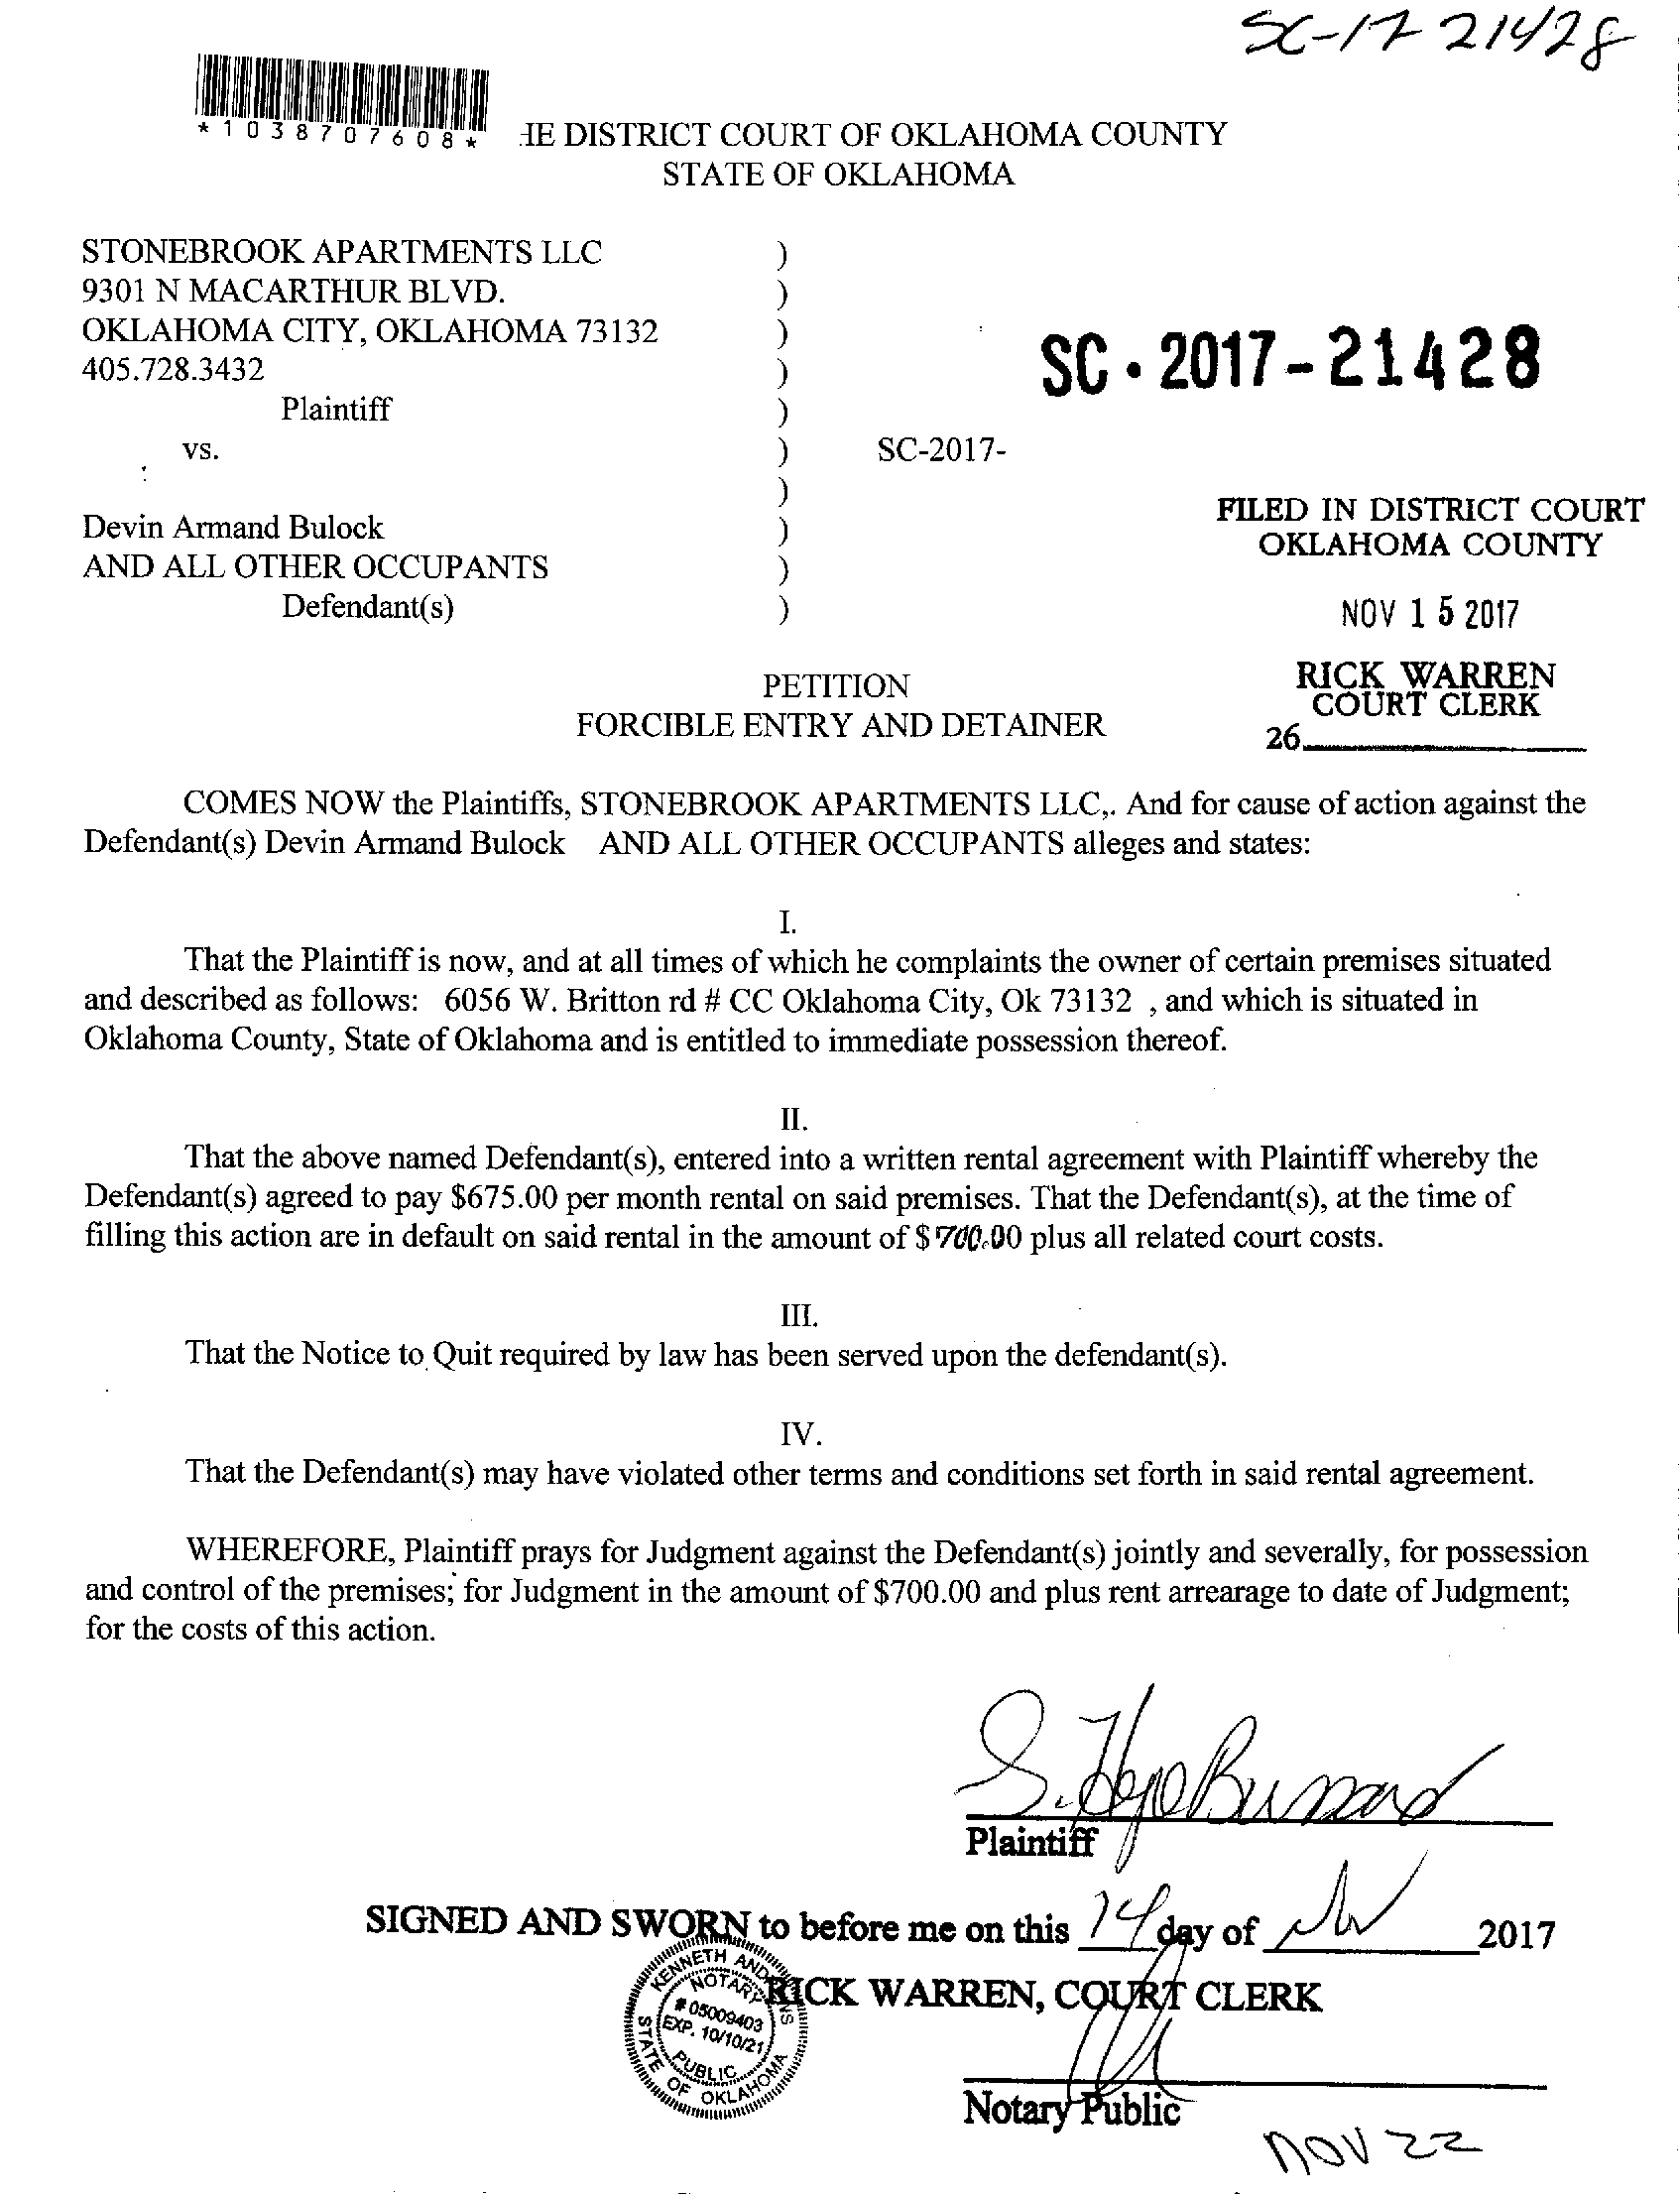 SC-17 21428
*1038707608*
HE DISTRICT COURT OF OKLAHOMA COUNTY
STATE OF OKLAHOMA
STONEBROOK APARTMENTS LLC )
9301 N MACARTHUR BLVD. )
OKLAHOMA CITY, OKLAHOMA 73132 )
405.728.3432 )
SC-2017-21428
Plaintiff )
vs. ) SC-2017-
)
Devin Armand Bulock )
AND ALL OTHER OCCUPANTS )
Defendant(s) )
FILED IN DISTRICT COURT
OKLAHOMA COUNTY
NOV 15 2017
RICK WARREN
COURT CLERK
26
PETITION
FORCIBLE ENTRY AND DETAINER
COMES NOW the Plaintiffs, STONEBROOK APARTMENTS LLC,. And for cause of action against the
Defendant(s) Devin Armand Bulock AND ALL OTHER OCCUPANTS alleges and states:
I.
That the Plaintiff is now, and at all times of which he complaints the owner of certain premises situated
and described as follows: 6056 W. Britton rd # CC Oklahoma City, Ok 73132 , and which is situated in
Oklahoma County, State of Oklahoma and is entitled to immediate possession thereof.
II.
That the above named Defendant(s), entered into a written rental agreement with Plaintiff whereby the
Defendant(s) agreed to pay $675.00 per month rental on said premises. That the Defendant(s), at the time of
filling this action are in default on said rental in the amount of $700.00 plus all related court costs.
III.
That the Notice to Quit required by law has been served upon the defendant(s).
IV.
That the Defendant(s) may have violated other terms and conditions set forth in said rental agreement.
WHEREFORE, Plaintiff prays for Judgment against the Defendant(s) jointly and severally, for possession
and control of the premises; for Judgment in the amount of $700.00 and plus rent arrearage to date of Judgment;
for the costs of this action.
Plaintiff
SIGNED AND SWORN to before me on this 14 day of Nov 2017
RICK WARREN, COURT CLERK
NOTARY
# 05009403
EXP. 10/10/21
PUBLIC
STATE OF OKLAHOMA
Notary Public
NOV 22